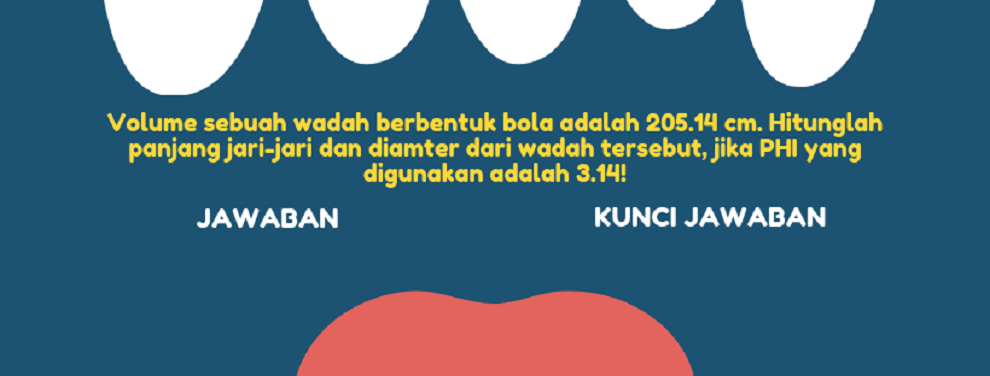 Volume sebuah wadah berbentuk bola adalah 205.14 cm. Hitunglah
panjang jari-jari dan diamter dari wadah tersebut, jika PHI yang
digunakan adalah 3.14!
JAWABAN
KUNCI JAWABAN